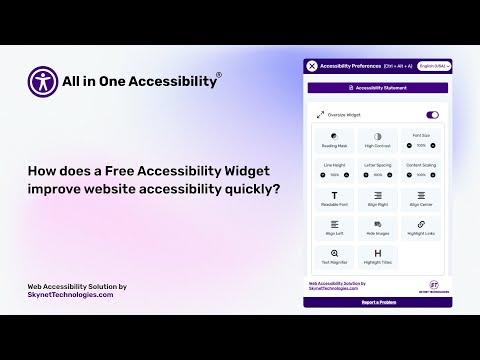 All in One Accessibility®
How does a Free Accessibility Widget
improve website accessibility quickly?
Web Accessibility Solution by
SkynetTechnologies.com
Accessibility Preferences (Ctrl + Alt + A)
English (USA)
Accessibility Statement
Oversize Widget
Reading Mask
High Contrast
Font Size
100%
Line Height
100%
Letter Spacing
100%
Content Scaling
100%
Readable Font
Align Right
Align Center
Align Left
Hide Images
Highlight Links
Text Magnifier
Highlight Titles
Web Accessibility Solution by
SkynetTechnologies.com
SKYNET TECHNOLOGIES
Report a Problem